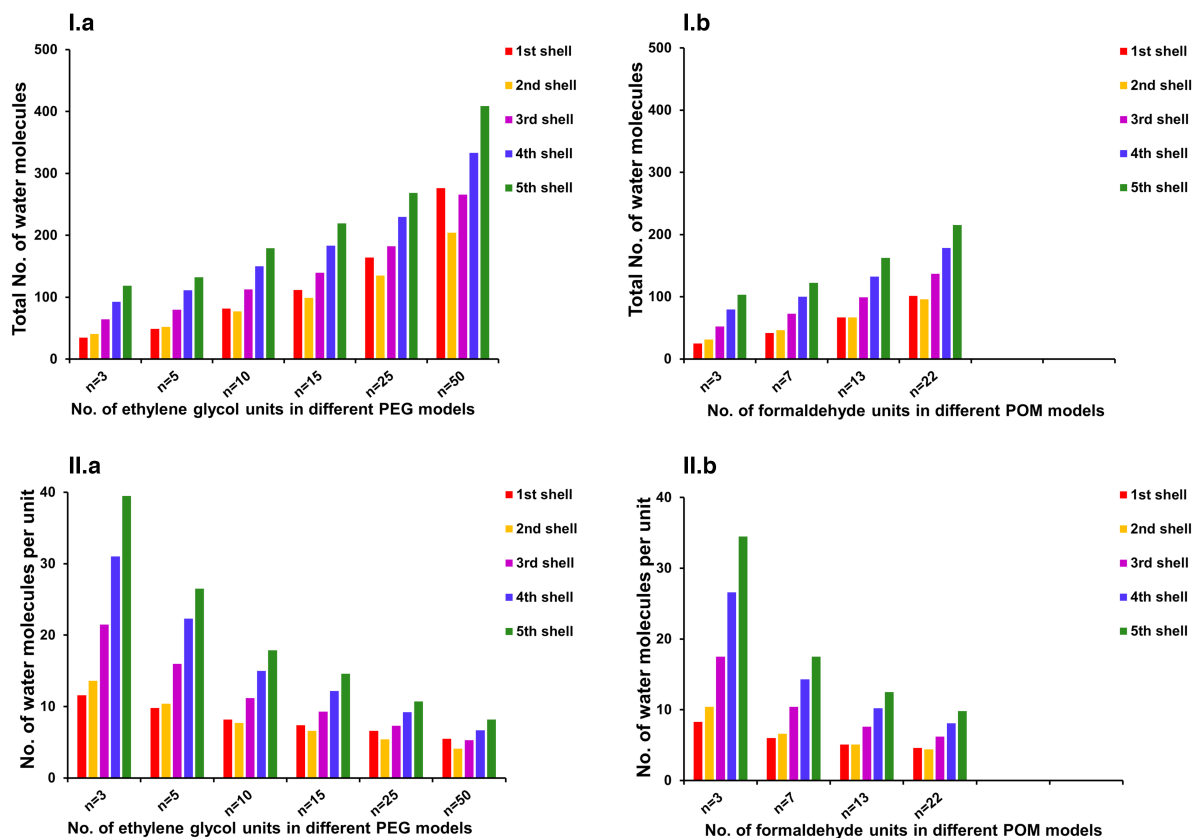 I.a
Total No. of water molecules
500
400
300
200
100
0
n=3
n=5
n=10
n=15
n=25
n=50
No. of ethylene glycol units in different PEG models
1st shell
2nd shell
3rd shell
4th shell
5th shell
I.b
Total No. of water molecules
500
400
300
200
100
0
n=3
n=7
n=13
n=22
No. of formaldehyde units in different POM models
1st shell
2nd shell
3rd shell
4th shell
5th shell
II.a
No. of water molecules per unit
40
30
20
10
0
n=3
n=5
n=10
n=15
n=25
n=50
No. of ethylene glycol units in different PEG models
1st shell
2nd shell
3rd shell
4th shell
5th shell
II.b
No. of water molecules per unit
40
30
20
10
0
n=3
n=7
n=13
n=22
No. of formaldehyde units in different POM models
1st shell
2nd shell
3rd shell
4th shell
5th shell